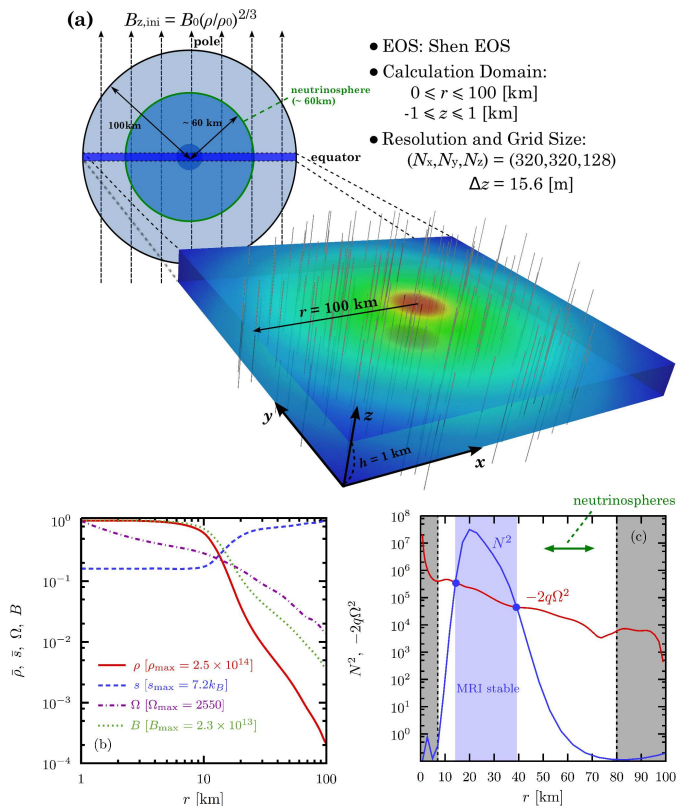 (a)
B_z,ini = B_0(ρ/ρ_0)^2/3
pole
neutrinosphere
(~ 60km)
100km
~ 60 km
equator
● EOS: Shen EOS
● Calculation Domain:
0 ⩽ r ⩽ 100 [km]
-1 ⩽ z ⩽ 1 [km]
● Resolution and Grid Size:
(N_x,N_y,N_z) = (320,320,128)
Δz = 15.6 [m]
r = 100 km
y
z
h = 1 km
x
10^0
10^-1
10^-2
10^-3
10^-4
ρ̄, s̄, Ω, B
ρ [ρ_max = 2.5 × 10^14]
s [s_max = 7.2k_B]
Ω [Ω_max = 2550]
B [B_max = 2.3 × 10^13]
(b)
1 10 100
r [km]
neutrinospheres
(c)
10^8
10^7
10^6
10^5
10^4
10^3
10^2
10^1
10^0
N^2, −2qΩ^2
N^2
−2qΩ^2
MRI stable
0 10 20 30 40 50 60 70 80 90 100
r [km]